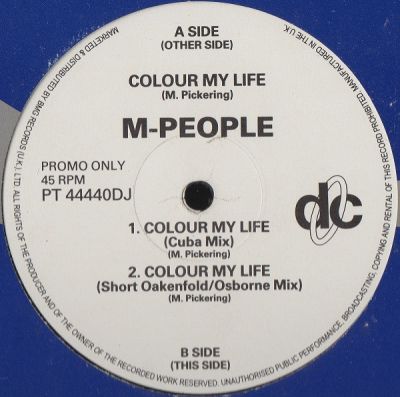 A SIDE
(OTHER SIDE)
COLOUR MY LIFE
(M. Pickering)
M-PEOPLE
PROMO ONLY
45 RPM
PT 44440DJ
dc
1. COLOUR MY LIFE
(Cuba Mix)
(M. Pickering)
2. COLOUR MY LIFE
(Short Oakenfold/Osborne Mix)
(M. Pickering)
B SIDE
(THIS SIDE)
MARKETED & DISTRIBUTED BY BMG RECORDS (U.K.) LTD. ALL RIGHTS OF THE PRODUCER AND OF THE OWNER OF THE RECORDED WORK RESERVED. UNAUTHORISED PUBLIC PERFORMANCE, BROADCASTING, COPYING AND RENTAL OF THIS RECORD PROHIBITED. MANUFACTURED IN THE U.K.